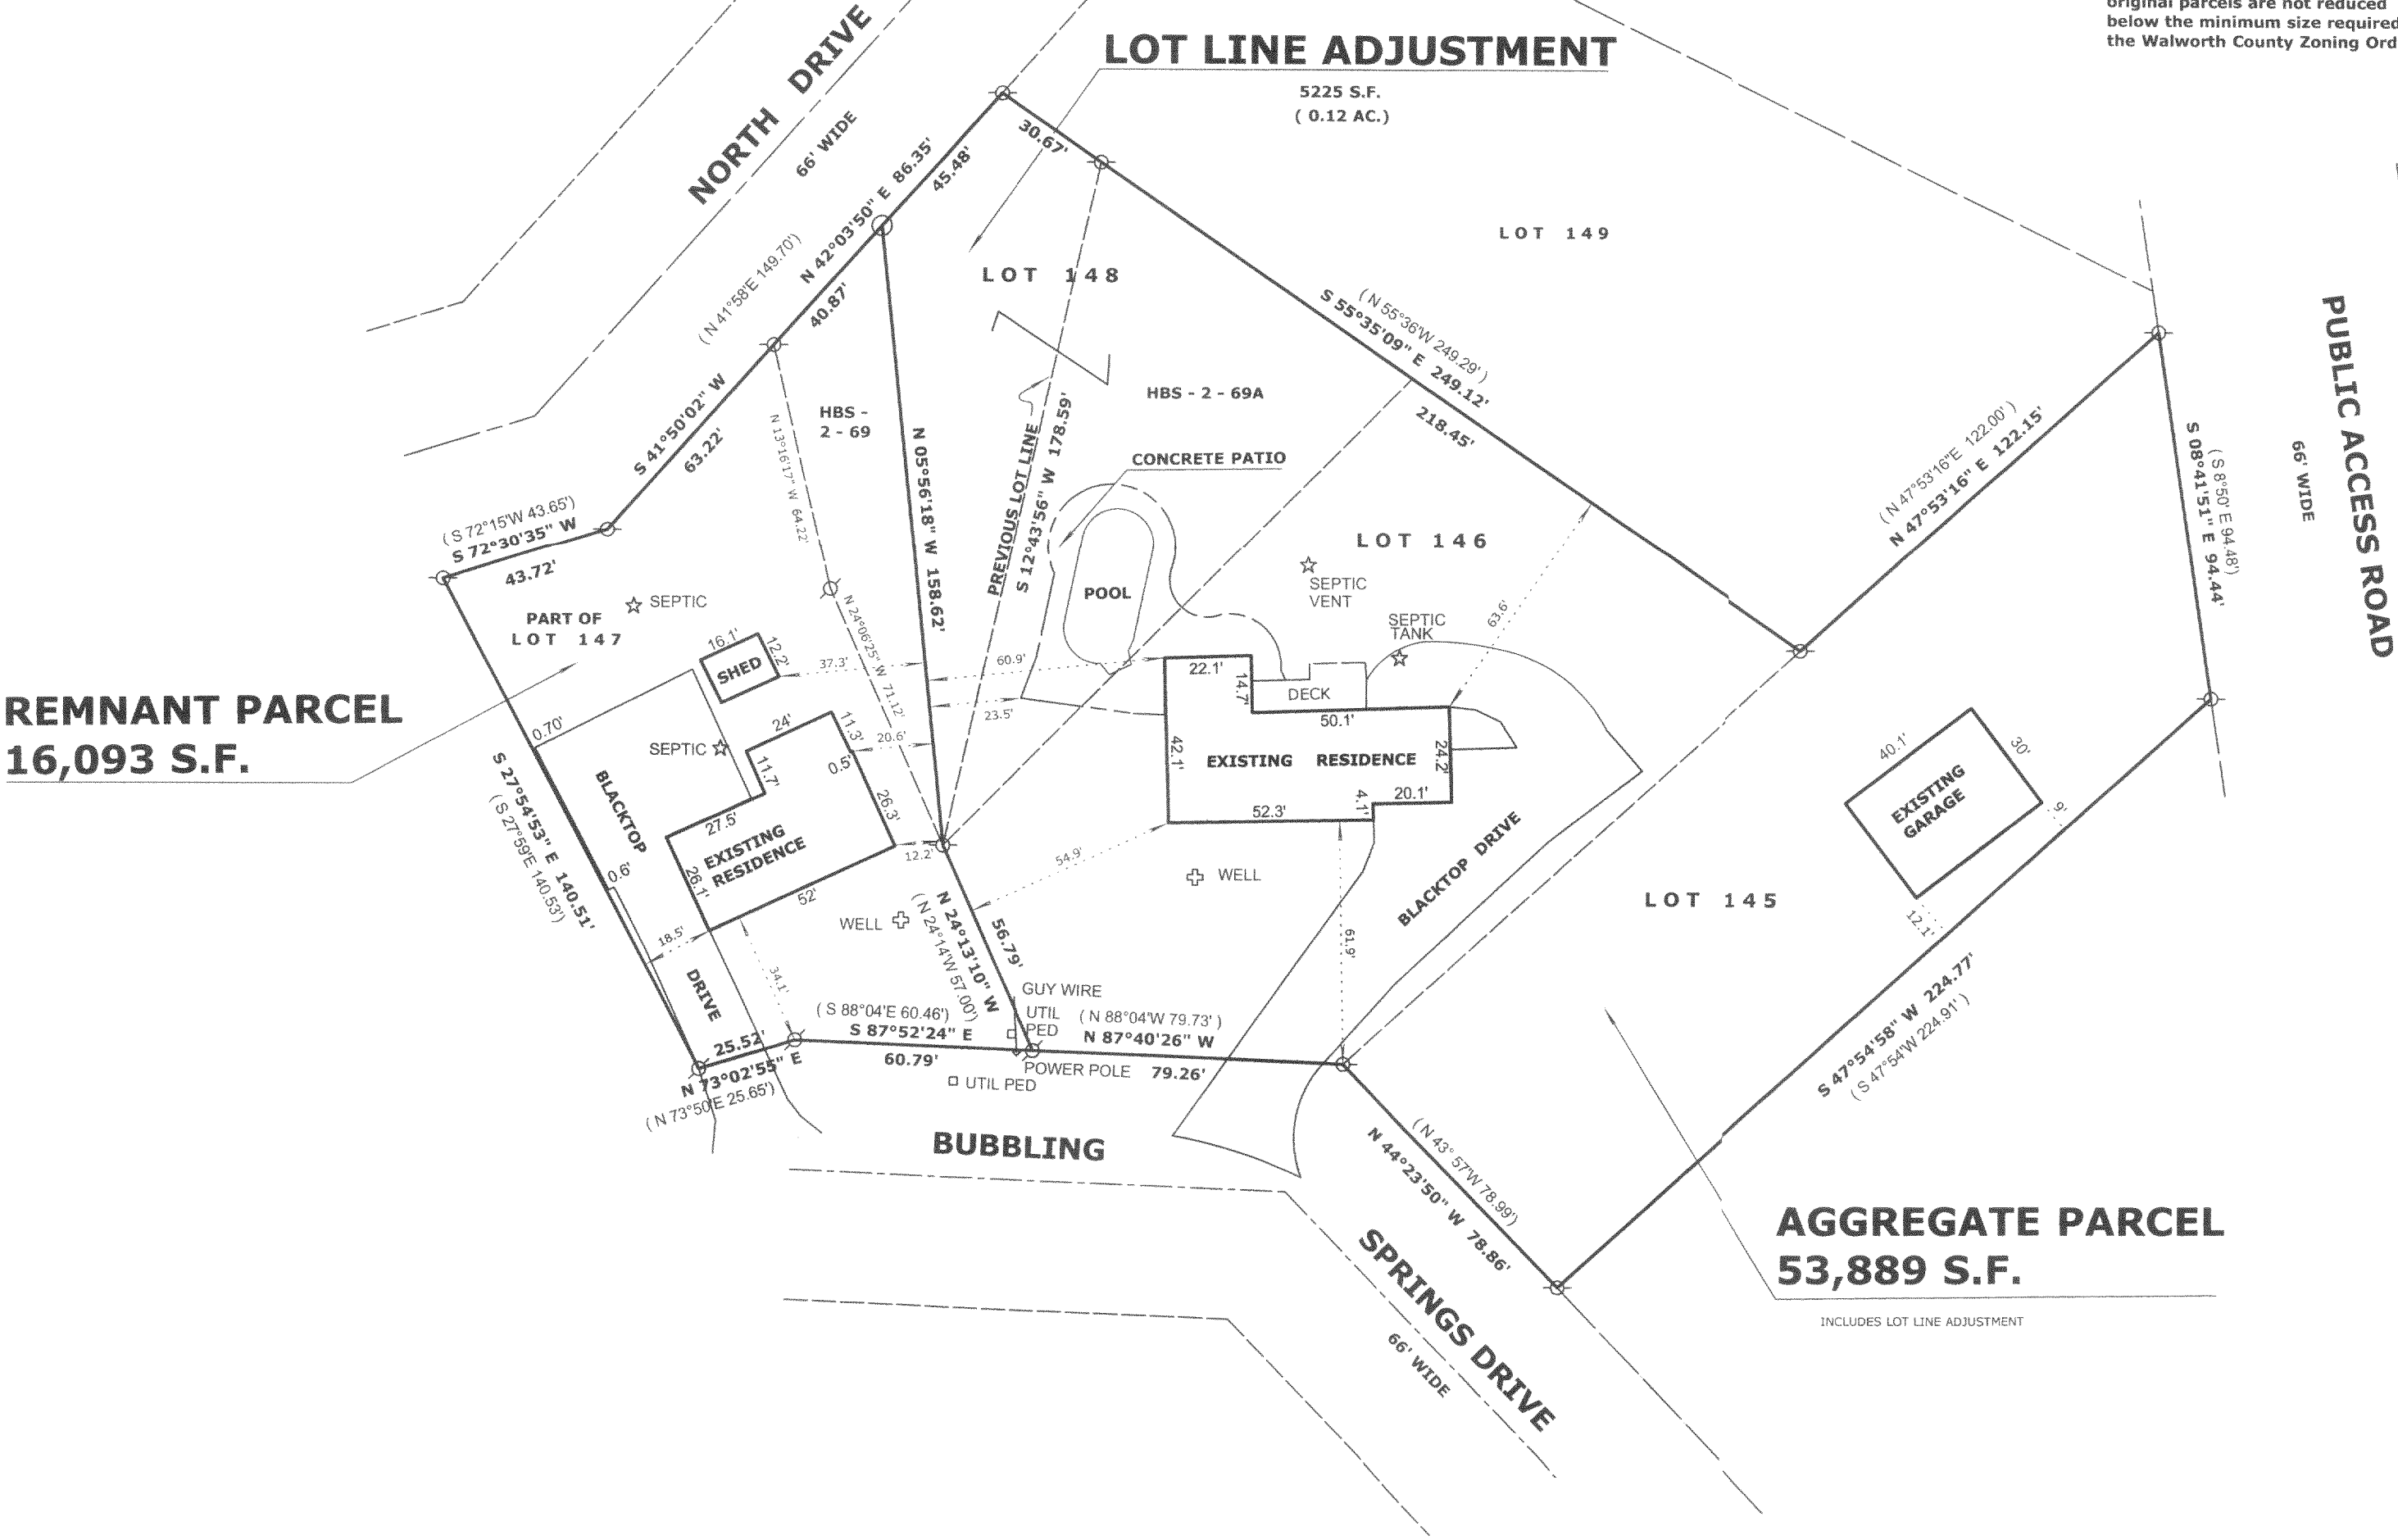 original parcels are not reduced
below the minimum size required
the Walworth County Zoning Ord
LOT LINE ADJUSTMENT
5225 S.F.
( 0.12 AC.)
NORTH DRIVE
66' WIDE
30.67'
N 42°03'50" E 86.35'
45.48'
( N 41°58'E 149.70')
40.87'
LOT 149
LOT 148
( N 55°36'W 249.29')
S 55°35'09" E 249.12'
218.45'
PUBLIC ACCESS ROAD
66' WIDE
S 41°50'02" W
63.22'
HBS -
2 - 69
HBS - 2 - 69A
N 13°16'17" W 64.22'
N 05°56'18" W 158.62'
PREVIOUS LOT LINE
S 12°43'56" W 178.59'
CONCRETE PATIO
( N 47°53'16"E 122.00')
N 47°53'16" E 122.15'
( S 8°50' E 94.48')
S 08°41'51" E 94.44'
( S 72°15'W 43.65')
S 72°30'35" W
43.72'
LOT 146
SEPTIC
VENT
POOL
SEPTIC
TANK
63.6'
SEPTIC
PART OF
LOT 147
16.1'
12.2'
SHED
37.3'
N 24°06'25" W 71.12'
60.9'
23.5'
22.1'
14.7'
DECK
50.1'
REMNANT PARCEL
16,093 S.F.
0.70'
SEPTIC
24'
11.3'
20.6'
0.5'
11.7'
26.3'
27.5'
EXISTING
RESIDENCE
26.1'
52'
12.2'
42.1'
EXISTING RESIDENCE
24.2'
4.1'
20.1'
52.3'
40.1'
30'
EXISTING
GARAGE
9'
12.1'
BLACKTOP
S 27°54'53" E 140.51'
( S 27°59'E 140.53')
0.6'
54.9'
WELL
BLACKTOP DRIVE
LOT 145
WELL
18.5'
DRIVE
34.1'
N 24°13'10" W
( N 24°14'W 57.00')
56.79'
61.9'
GUY WIRE
UTIL
PED
( S 88°04'E 60.46')
S 87°52'24" E
60.79'
( N 88°04'W 79.73' )
N 87°40'26" W
79.26'
POWER POLE
UTIL PED
25.52'
N 73°02'55" E
( N 73°50'E 25.65')
S 47°54'58" W 224.77'
( S 47°54'W 224.91')
BUBBLING
( N 43° 57'W 78.99')
N 44°23'50" W 78.86'
SPRINGS DRIVE
66' WIDE
AGGREGATE PARCEL
53,889 S.F.
INCLUDES LOT LINE ADJUSTMENT